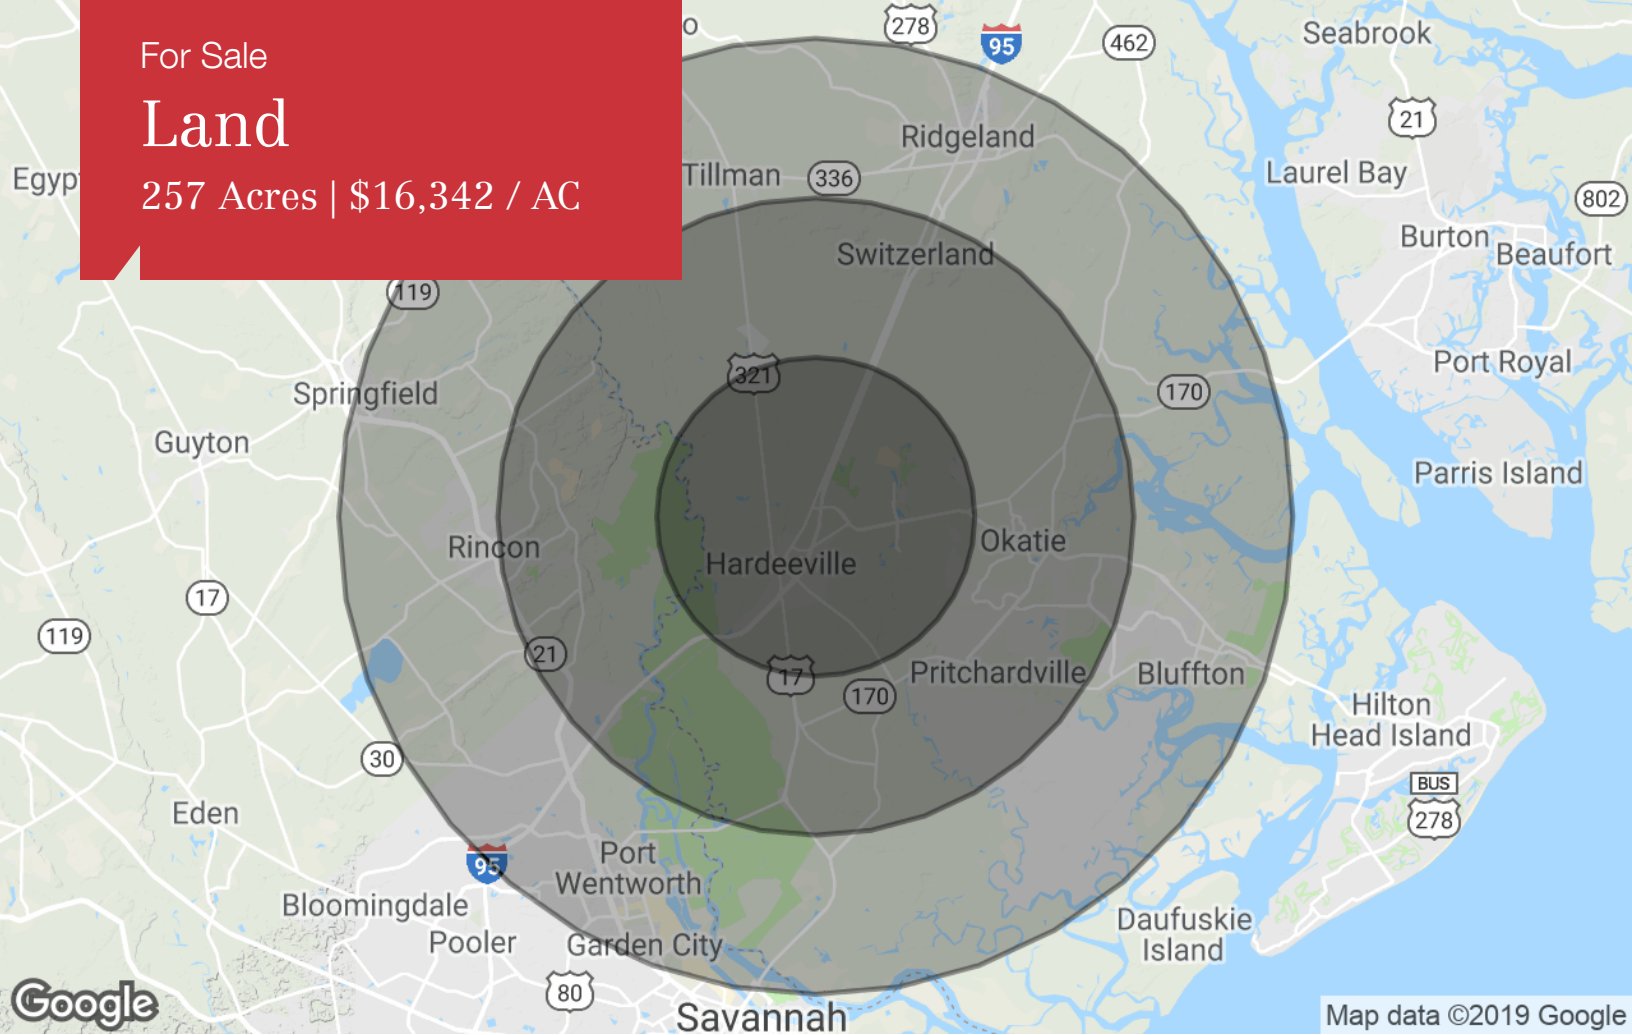 For Sale
Land
257 Acres | $16,342 / AC
278
95
462
Seabrook
21
Ridgeland
Tillman
336
Laurel Bay
802
Burton
Beaufort
Switzerland
119
Port Royal
321
Springfield
170
Guyton
Parris Island
Rincon
Okatie
Hardeeville
17
119
21
17
170
Pritchardville
Bluffton
Hilton
Head Island
30
BUS
278
Eden
95
Port
Wentworth
Bloomingdale
Pooler
Garden City
Daufuskie
Island
80
Savannah
Google
Map data ©2019 Google